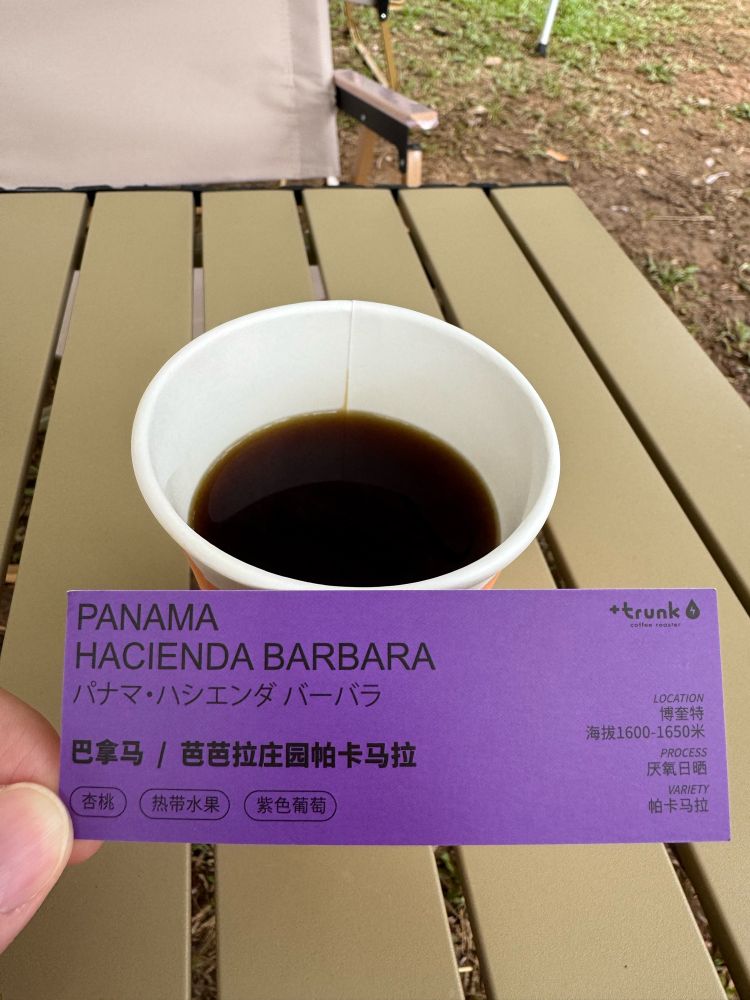 PANAMA
HACIENDA BARBARA
パナマ・ハシエンダ バーバラ
巴拿马 / 芭芭拉庄园帕卡马拉
杏桃
热带水果
紫色葡萄
+trunk
coffee roaster
LOCATION
博奎特
海拔1600-1650米
PROCESS
厌氧日晒
VARIETY
帕卡马拉